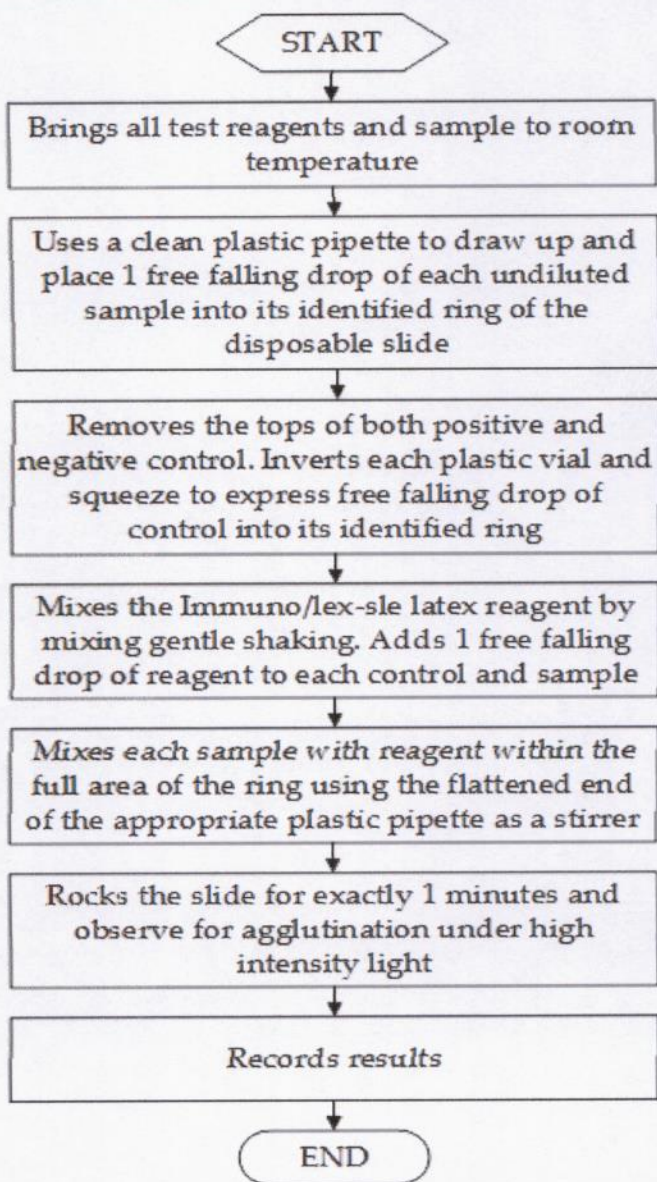 START
Brings all test reagents and sample to room
temperature
Uses a clean plastic pipette to draw up and
place 1 free falling drop of each undiluted
sample into its identified ring of the
disposable slide
Removes the tops of both positive and
negative control. Inverts each plastic vial and
squeeze to express free falling drop of
control into its identified ring
Mixes the Immuno/lex-sle latex reagent by
mixing gentle shaking. Adds 1 free falling
drop of reagent to each control and sample
Mixes each sample with reagent within the
full area of the ring using the flattened end
of the appropriate plastic pipette as a stirrer
Rocks the slide for exactly 1 minutes and
observe for agglutination under high
intensity light
Records results
END